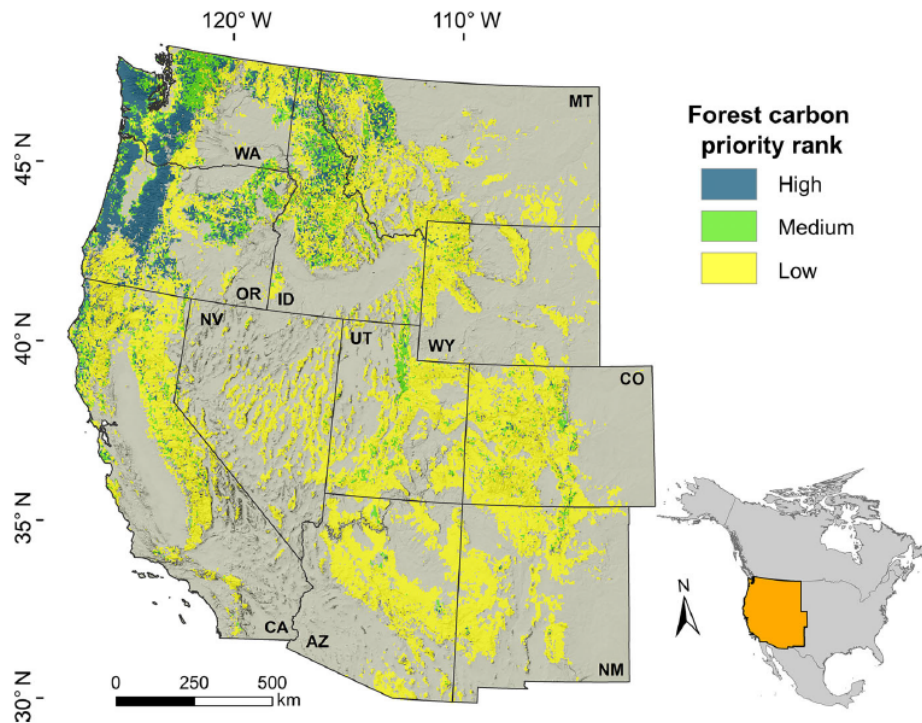 120° W
110° W
45° N
40° N
35° N
30° N
WA
MT
OR
ID
NV
UT
WY
CO
CA
AZ
NM
Forest carbon
priority rank
High
Medium
Low
N
0
250
500
km